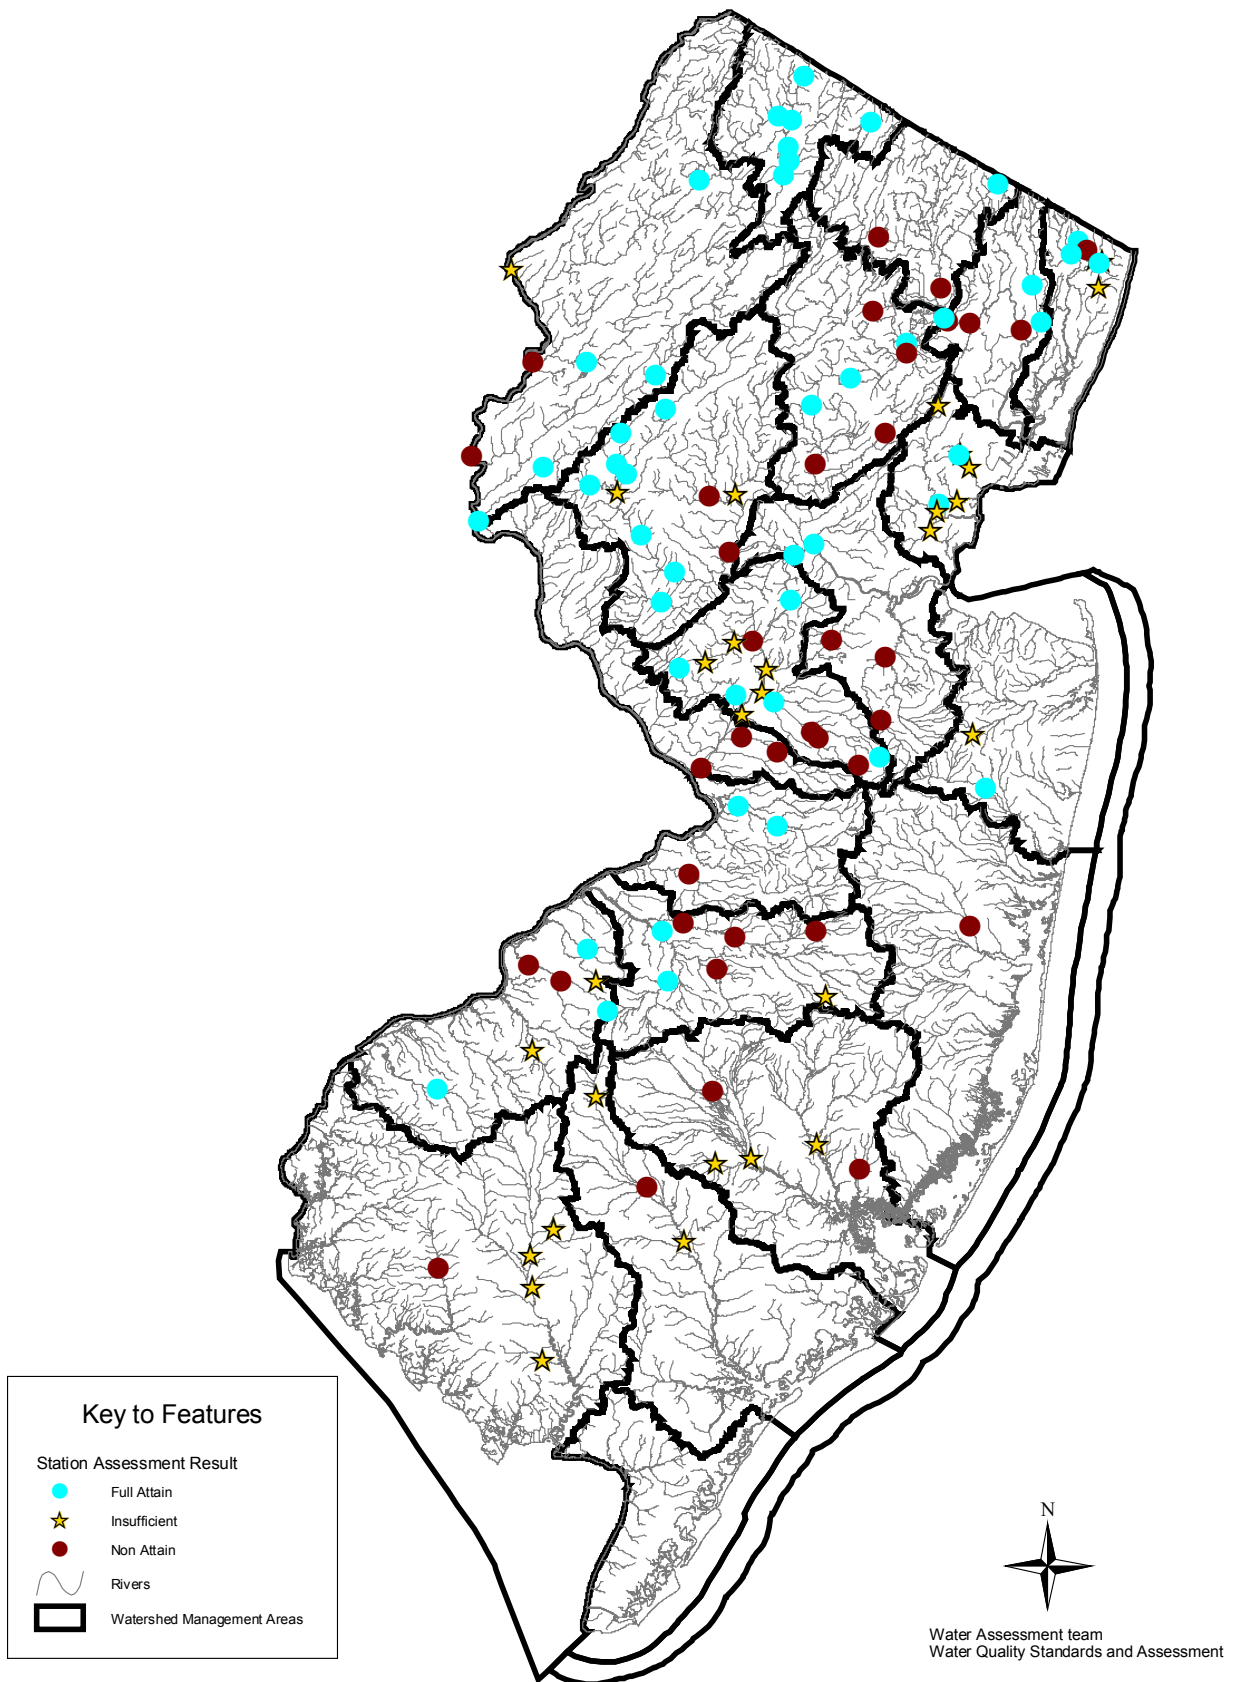 Key to Features
Station Assessment Result
Full Attain
Insufficient
Non Attain
Rivers
Watershed Management Areas
N
Water Assessment team
Water Quality Standards and Assessment